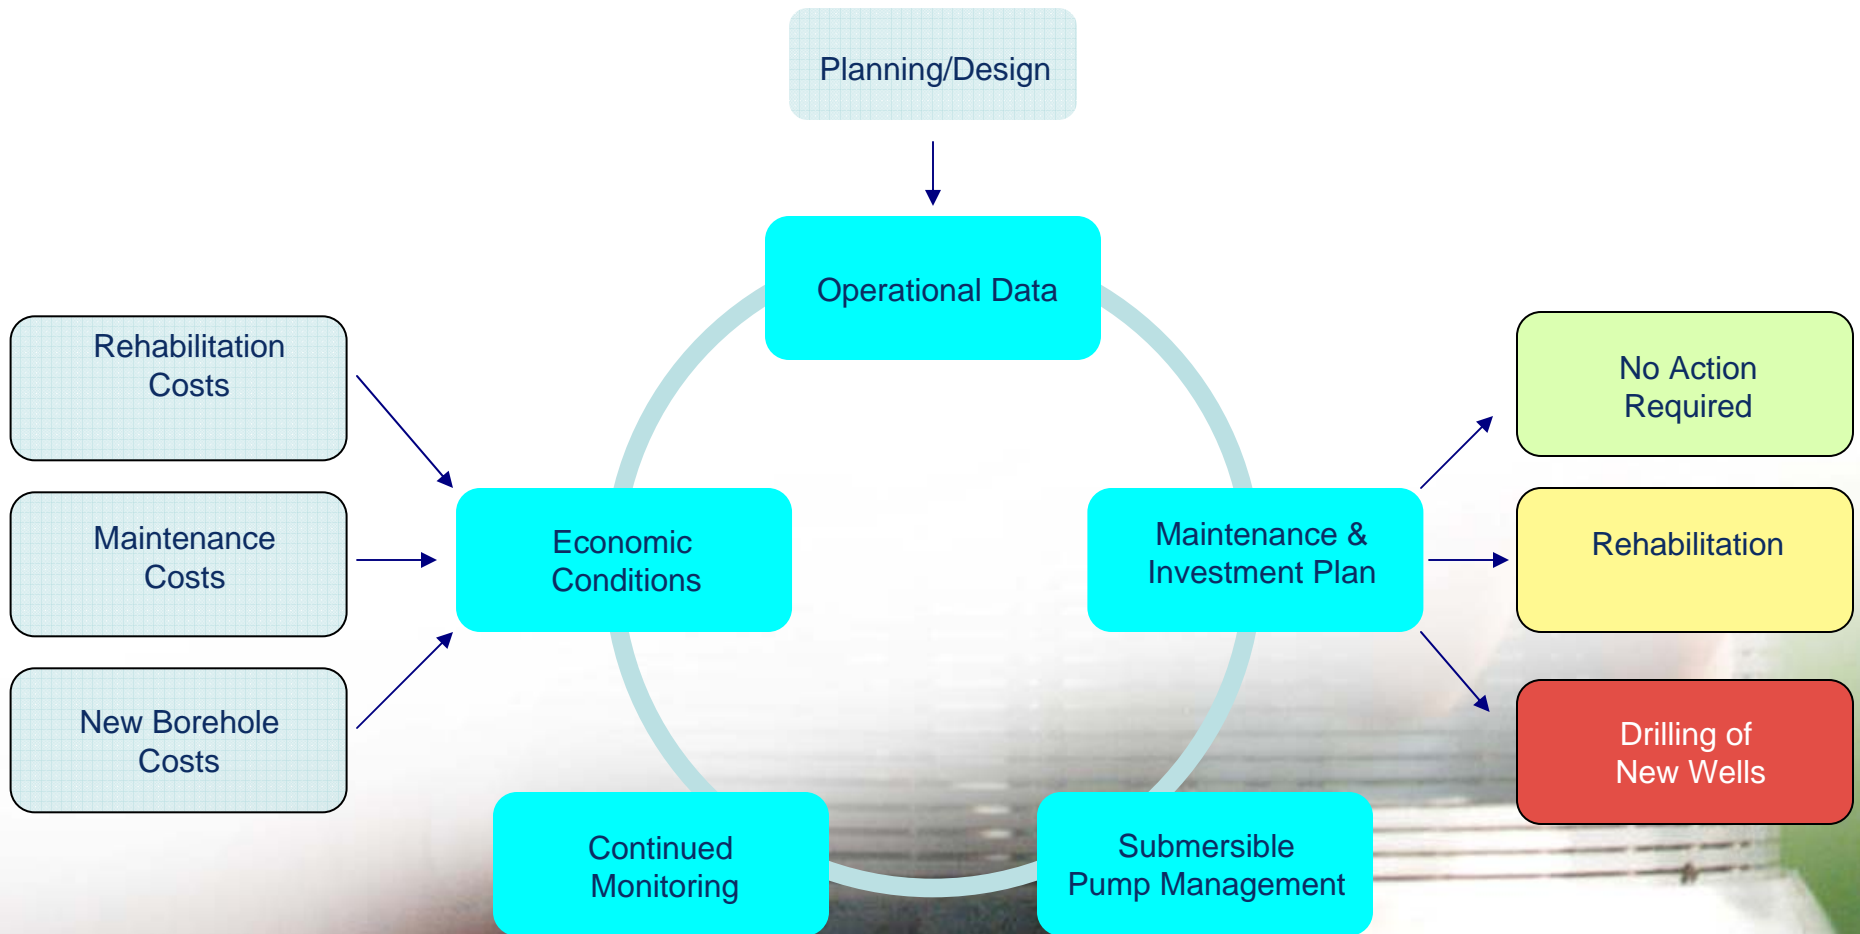 Planning/Design
Operational Data
Rehabilitation
Costs
Maintenance
Costs
New Borehole
Costs
Economic
Conditions
Maintenance &
Investment Plan
No Action
Required
Rehabilitation
Drilling of
New Wells
Continued
Monitoring
Submersible
Pump Management